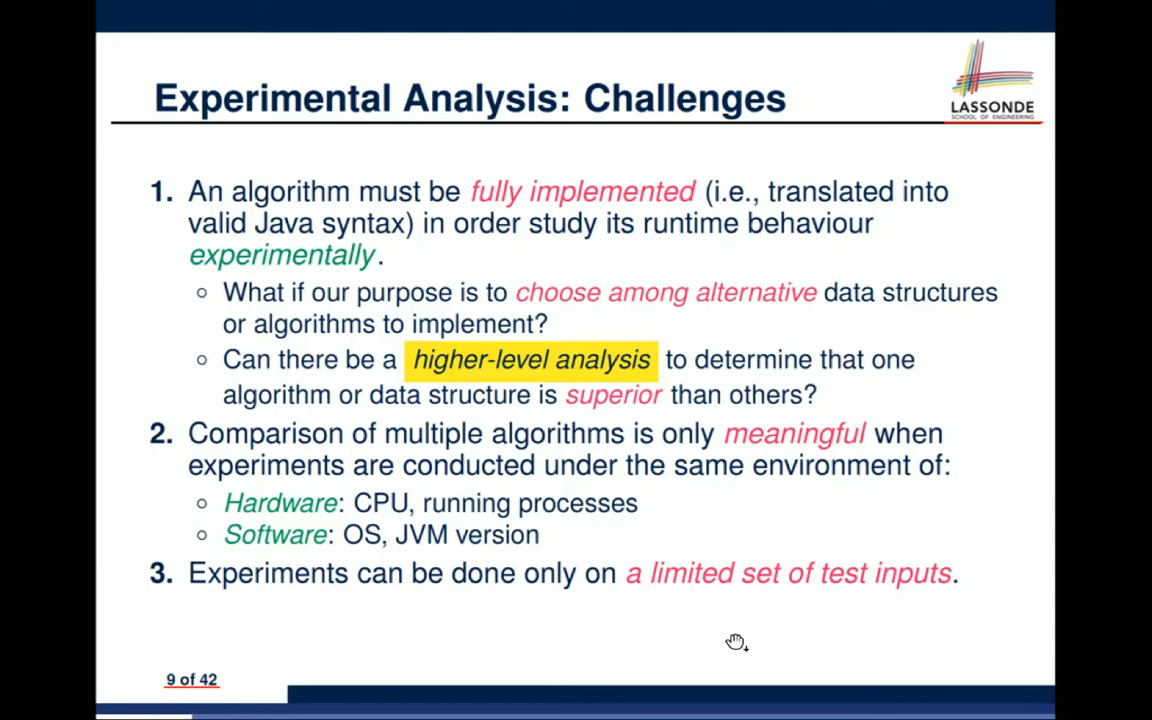 Experimental Analysis: Challenges
LASSONDE
SCHOOL OF ENGINEERING
1. An algorithm must be fully implemented (i.e., translated into
valid Java syntax) in order study its runtime behaviour
experimentally.
○ What if our purpose is to choose among alternative data structures
or algorithms to implement?
○ Can there be a higher-level analysis to determine that one
algorithm or data structure is superior than others?
2. Comparison of multiple algorithms is only meaningful when
experiments are conducted under the same environment of:
○ Hardware: CPU, running processes
○ Software: OS, JVM version
3. Experiments can be done only on a limited set of test inputs.
9 of 42